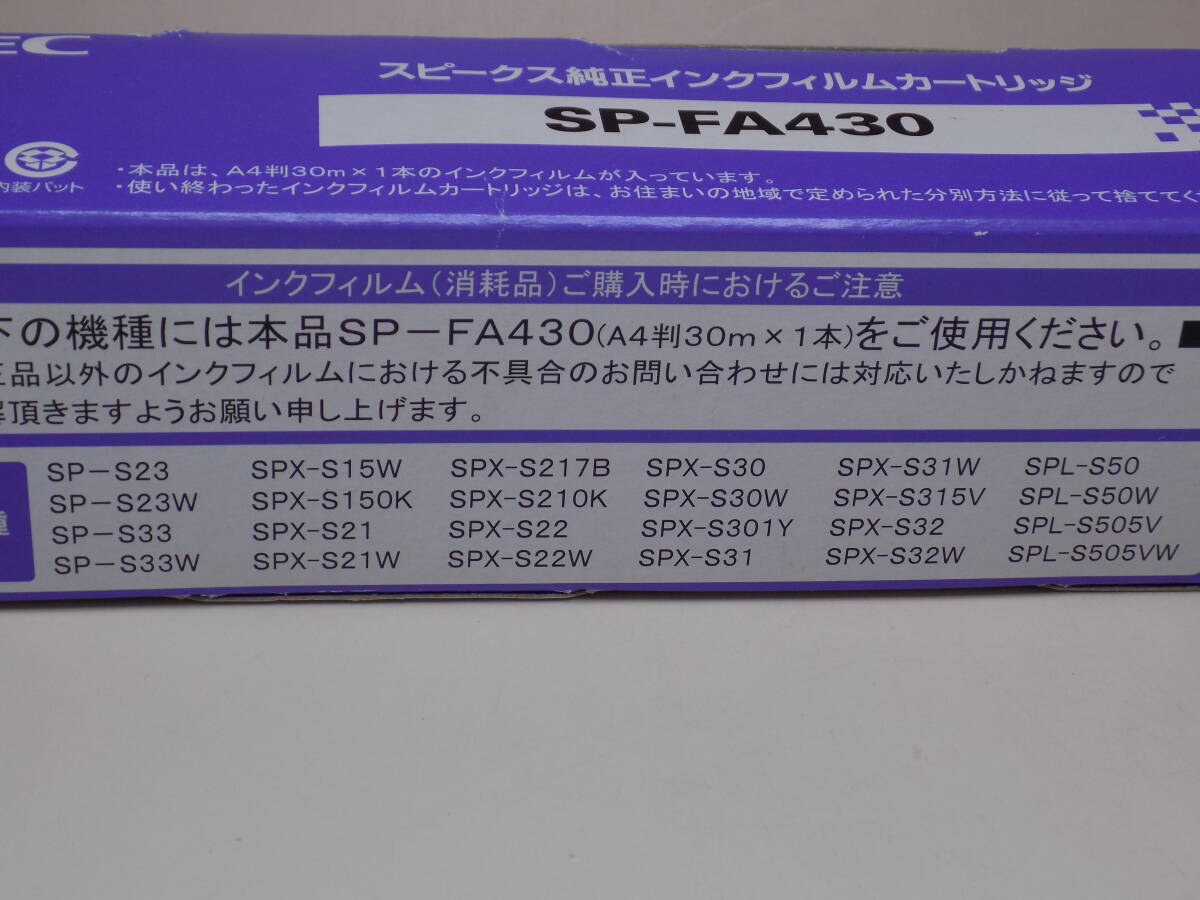 EC
スピークス純正インクフィルムカートリッジ
SP-FA430
内装パット
・本品は、A4判30m×1本のインクフィルムが入っています。
・使い終わったインクフィルムカートリッジは、お住まいの地域で定められた分別方法に従って捨ててく
インクフィルム(消耗品)ご購入時におけるご注意
下の機種には本品SP-FA430(A4判30m×1本)をご使用ください。■
正品以外のインクフィルムにおける不具合のお問い合わせには対応いたしかねますので
解頂きますようお願い申し上げます。
種
SP-S23 SPX-S15W SPX-S217B SPX-S30 SPX-S31W SPL-S50
SP-S23W SPX-S150K SPX-S210K SPX-S30W SPX-S315V SPL-S50W
SP-S33 SPX-S21 SPX-S22 SPX-S301Y SPX-S32 SPL-S505V
SP-S33W SPX-S21W SPX-S22W SPX-S31 SPX-S32W SPL-S505VW